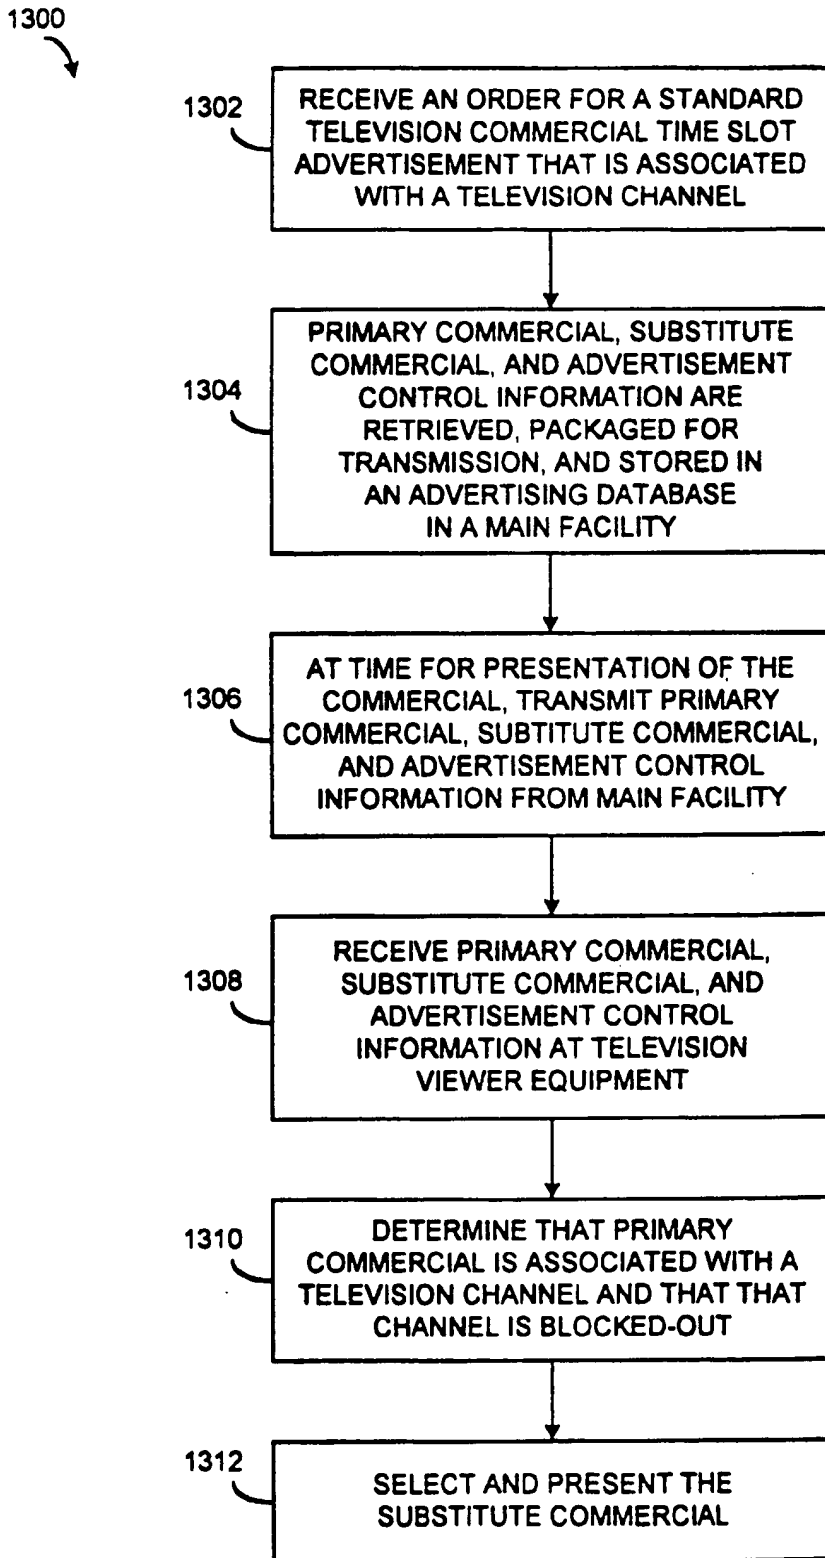 1300
1302
RECEIVE AN ORDER FOR A STANDARD
TELEVISION COMMERCIAL TIME SLOT
ADVERTISEMENT THAT IS ASSOCIATED
WITH A TELEVISION CHANNEL
1304
PRIMARY COMMERCIAL, SUBSTITUTE
COMMERCIAL, AND ADVERTISEMENT
CONTROL INFORMATION ARE
RETRIEVED, PACKAGED FOR
TRANSMISSION, AND STORED IN
AN ADVERTISING DATABASE
IN A MAIN FACILITY
1306
AT TIME FOR PRESENTATION OF THE
COMMERCIAL, TRANSMIT PRIMARY
COMMERCIAL, SUBTITUTE COMMERCIAL,
AND ADVERTISEMENT CONTROL
INFORMATION FROM MAIN FACILITY
1308
RECEIVE PRIMARY COMMERCIAL,
SUBSTITUTE COMMERCIAL, AND
ADVERTISEMENT CONTROL
INFORMATION AT TELEVISION
VIEWER EQUIPMENT
1310
DETERMINE THAT PRIMARY
COMMERCIAL IS ASSOCIATED WITH A
TELEVISION CHANNEL AND THAT THAT
CHANNEL IS BLOCKED-OUT
1312
SELECT AND PRESENT THE
SUBSTITUTE COMMERCIAL